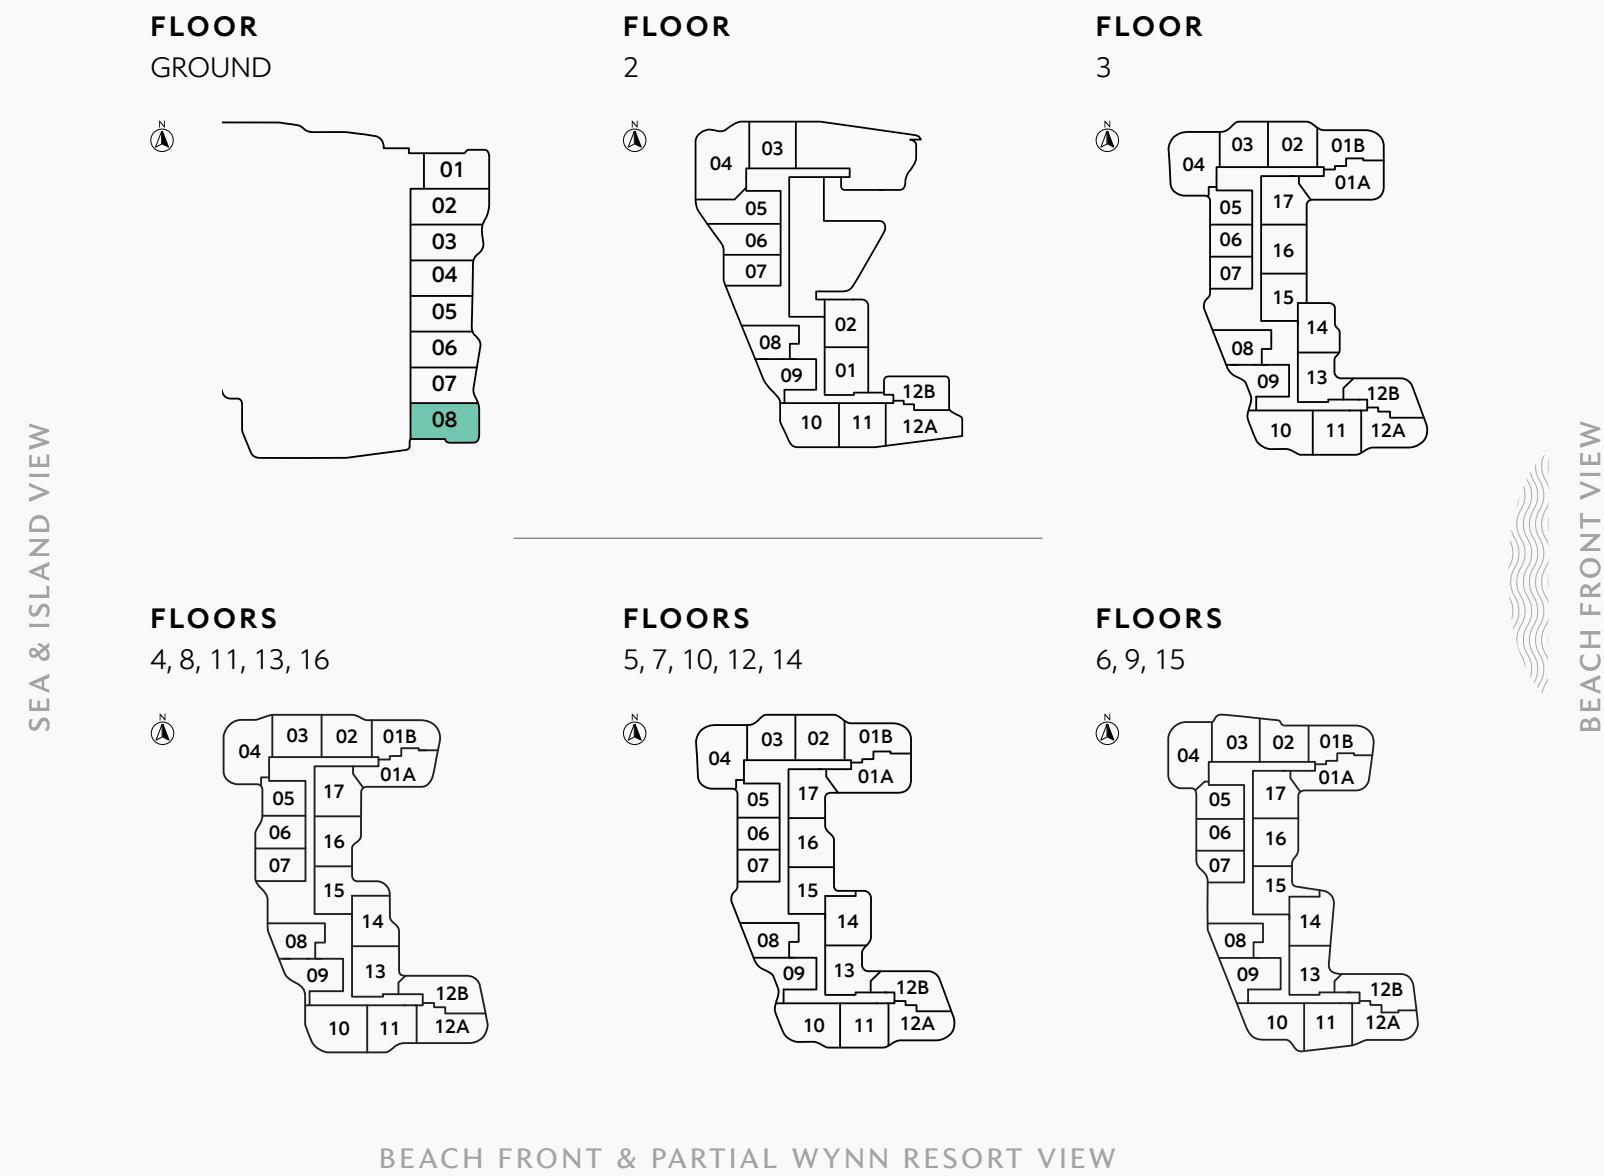 FLOOR
GROUND
N
01
02
03
04
05
06
07
08
FLOOR
2
N
03
04
05
06
07
02
08
01
09
12B
10
11
12A
FLOOR
3
N
03
02
01B
04
01A
05
17
06
16
07
15
14
08
13
09
12B
10
11
12A
SEA & ISLAND VIEW
BEACH FRONT VIEW
FLOORS
4, 8, 11, 13, 16
N
03
02
01B
04
01A
05
17
06
16
07
15
14
08
13
09
12B
10
11
12A
FLOORS
5, 7, 10, 12, 14
N
03
02
01B
04
01A
05
17
06
16
07
15
14
08
13
09
12B
10
11
12A
FLOORS
6, 9, 15
N
03
02
01B
04
01A
05
17
06
16
07
15
14
08
13
09
12B
10
11
12A
BEACH FRONT & PARTIAL WYNN RESORT VIEW